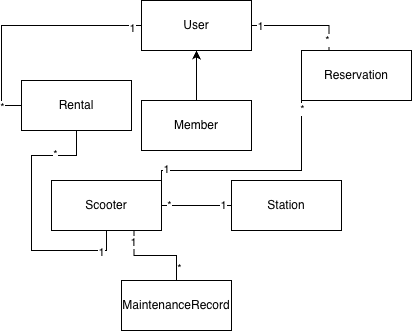 User
1
1
*
Reservation
*
Rental
*
Member
*
1
Scooter
*
1
Station
1
1
*
MaintenanceRecord